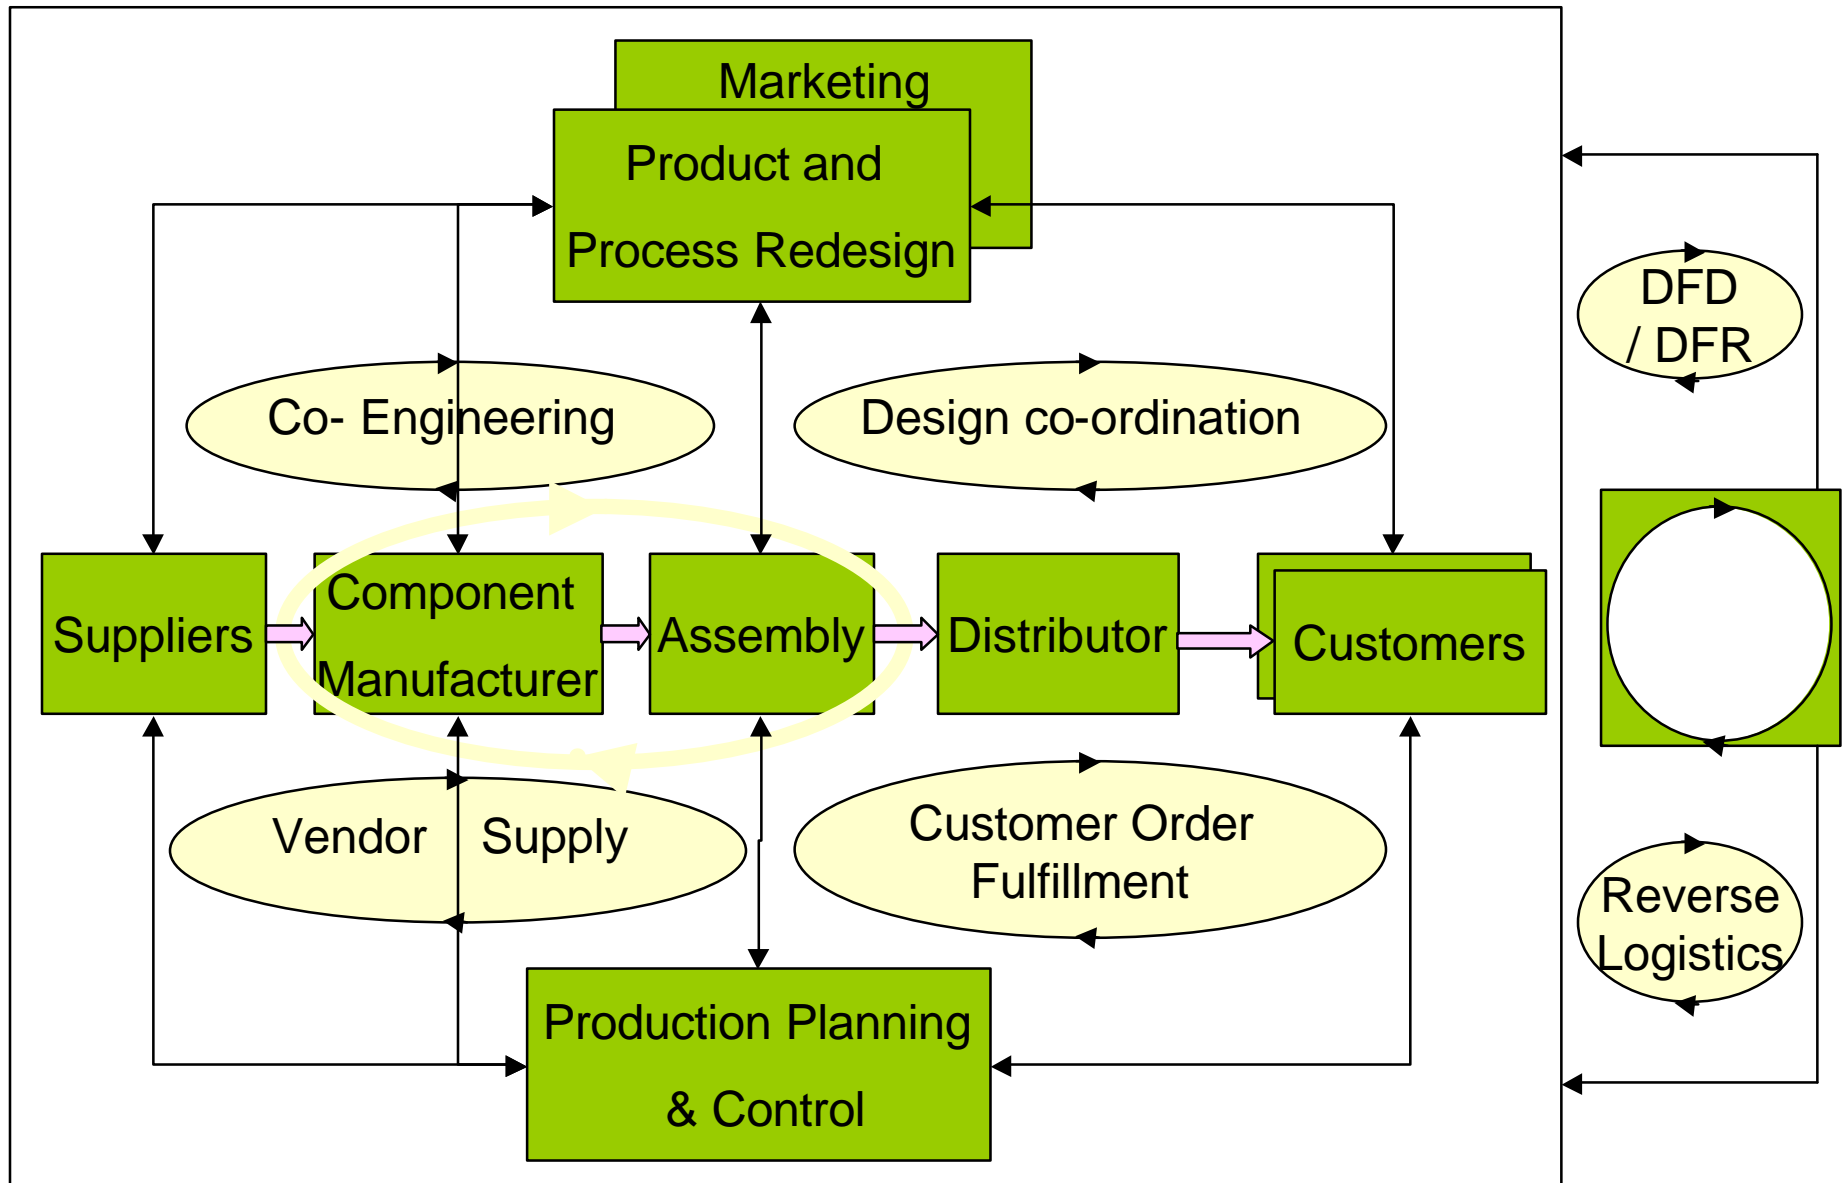 Marketing
Product and
Process Redesign
DFD
/ DFR
Co- Engineering
Design co-ordination
Suppliers
Component
Manufacturer
Assembly
Distributor
Customers
Vendor Supply
Customer Order
Fulfillment
Reverse
Logistics
Production Planning
& Control